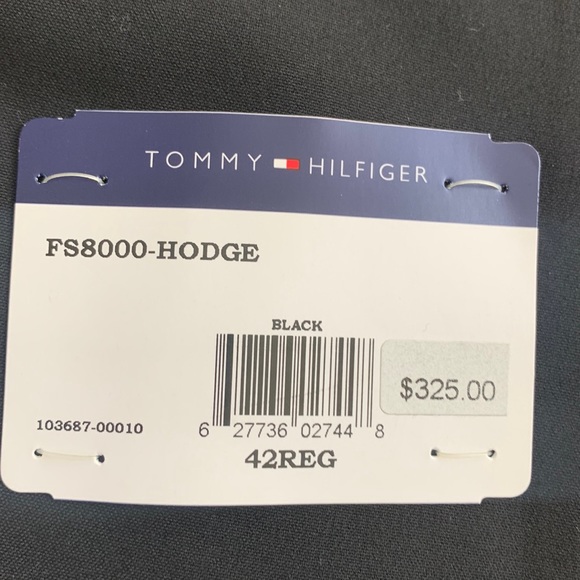 TOMMY HILFIGER
FS8000-HODGE
BLACK
$325.00
103687-00010
6 27736 02744 8
42REG